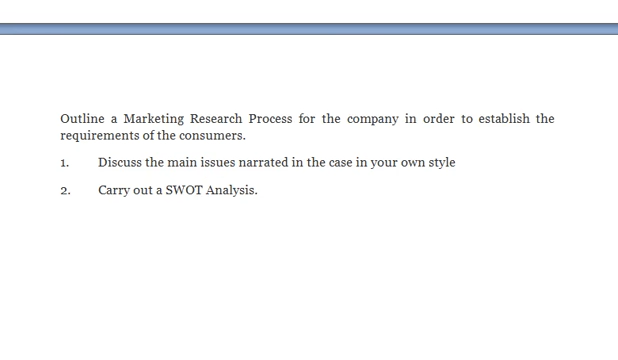 Outline a Marketing Research Process for the company in order to establish the
requirements of the consumers.
1. Discuss the main issues narrated in the case in your own style
2. Carry out a SWOT Analysis.